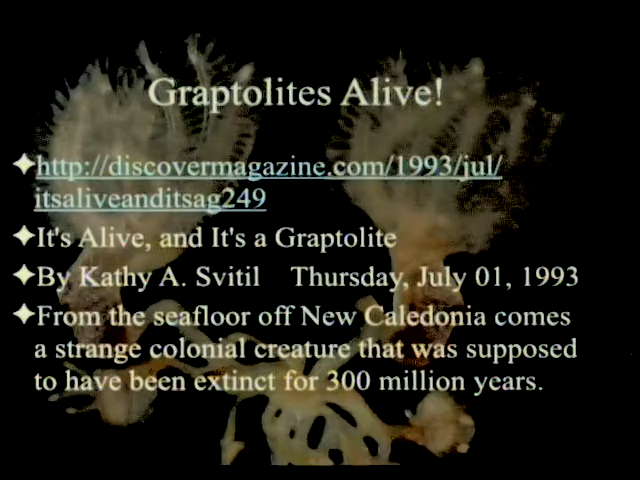 Graptolites Alive!
http://discovermagazine.com/1993/jul/
itsaliveanditsag249
It's Alive, and It's a Graptolite
By Kathy A. Svitil Thursday, July 01, 1993
From the seafloor off New Caledonia comes
a strange colonial creature that was supposed
to have been extinct for 300 million years.